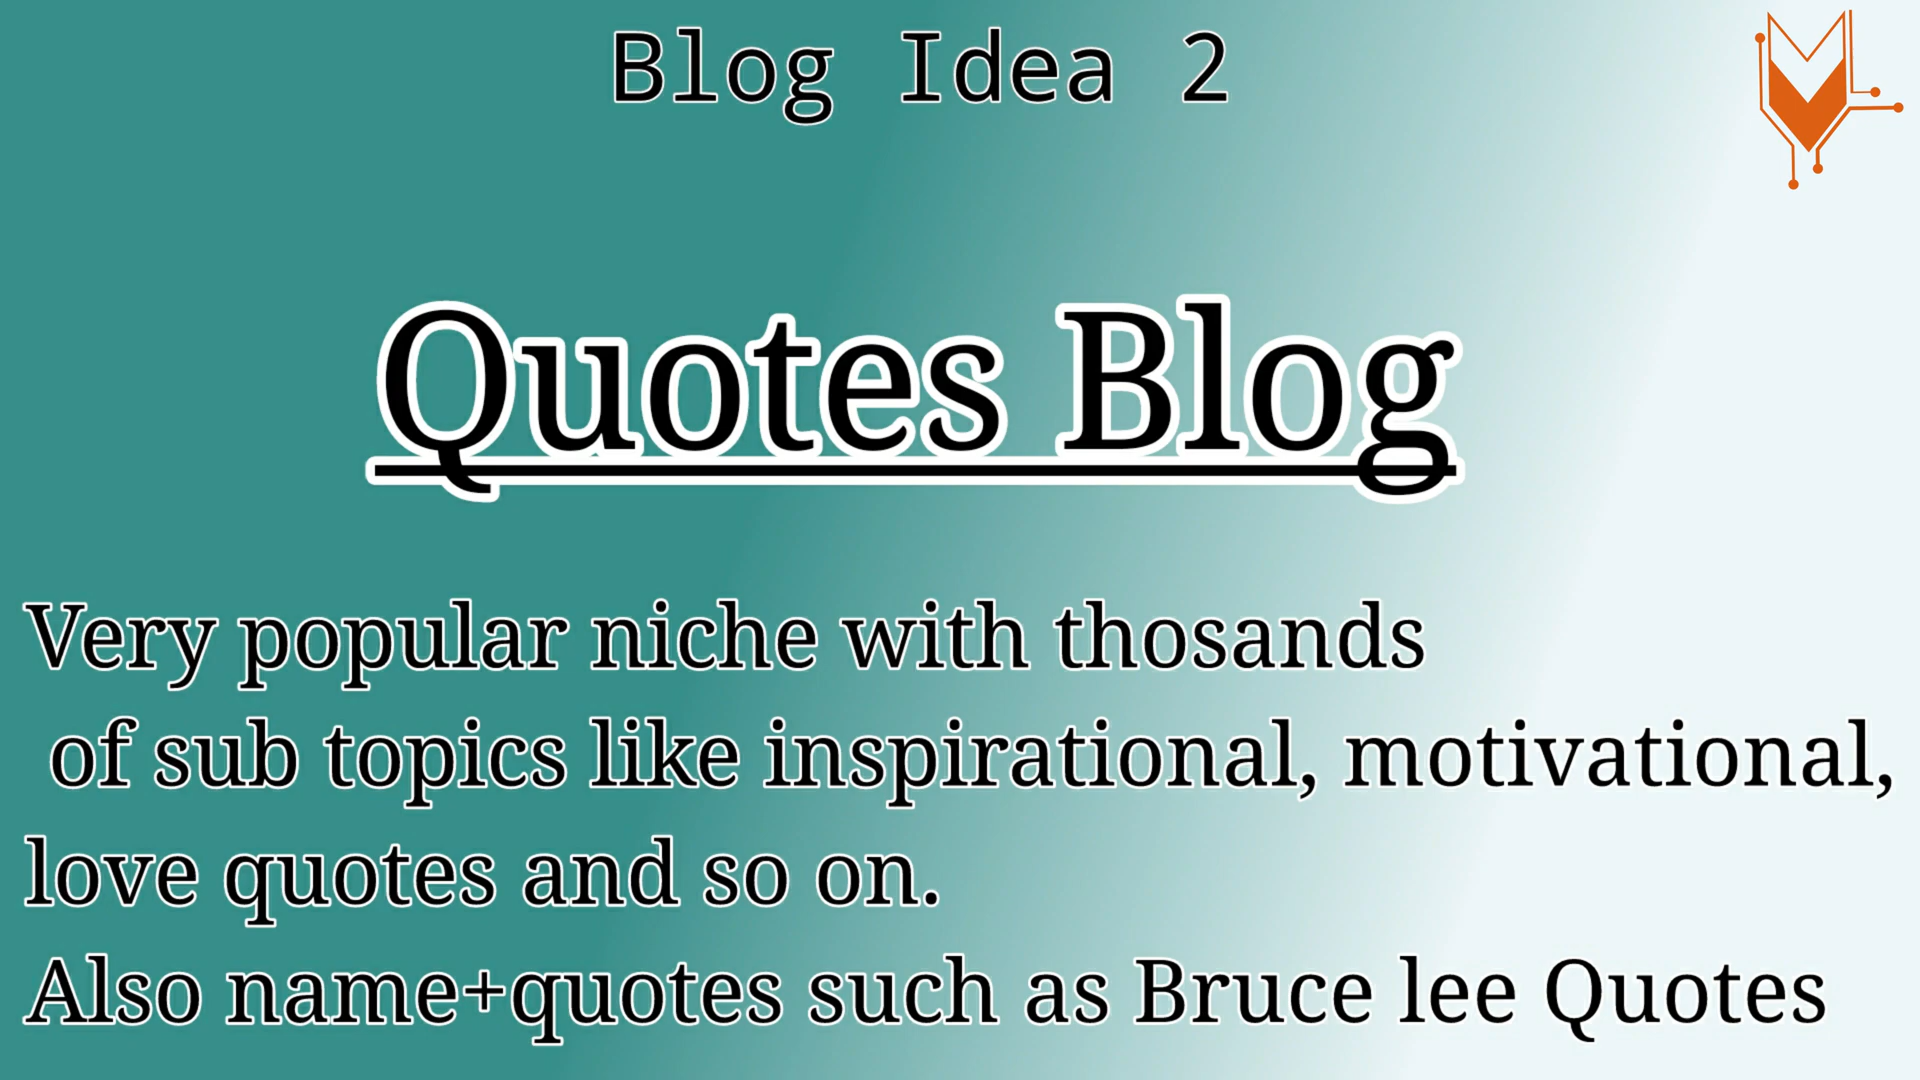 Blog Idea 2
Quotes Blog
Very popular niche with thosands
of sub topics like inspirational, motivational,
love quotes and so on.
Also name+quotes such as Bruce lee Quotes